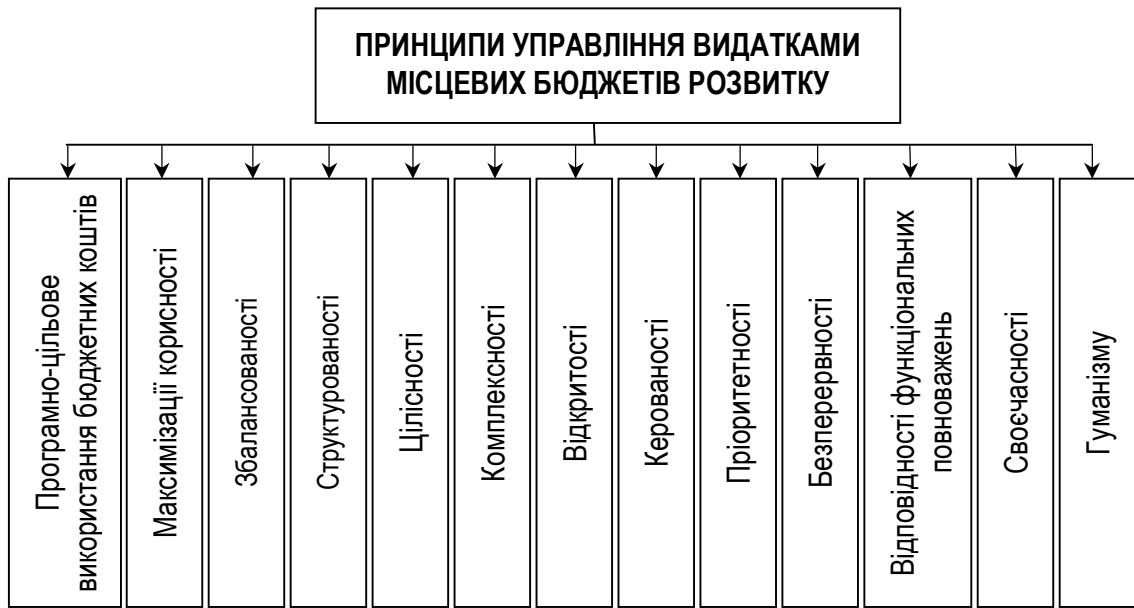 ПРИНЦИПИ УПРАВЛІННЯ ВИДАТКАМИ
МІСЦЕВИХ БЮДЖЕТІВ РОЗВИТКУ
Програмно-цільове
використання бюджетних коштів
Максимізації корисності
Збалансованості
Структурованості
Цілісності
Комплексності
Відкритості
Керованості
Пріоритетності
Безперервності
Відповідності функціональних
повноважень
Своєчасності
Гуманізму